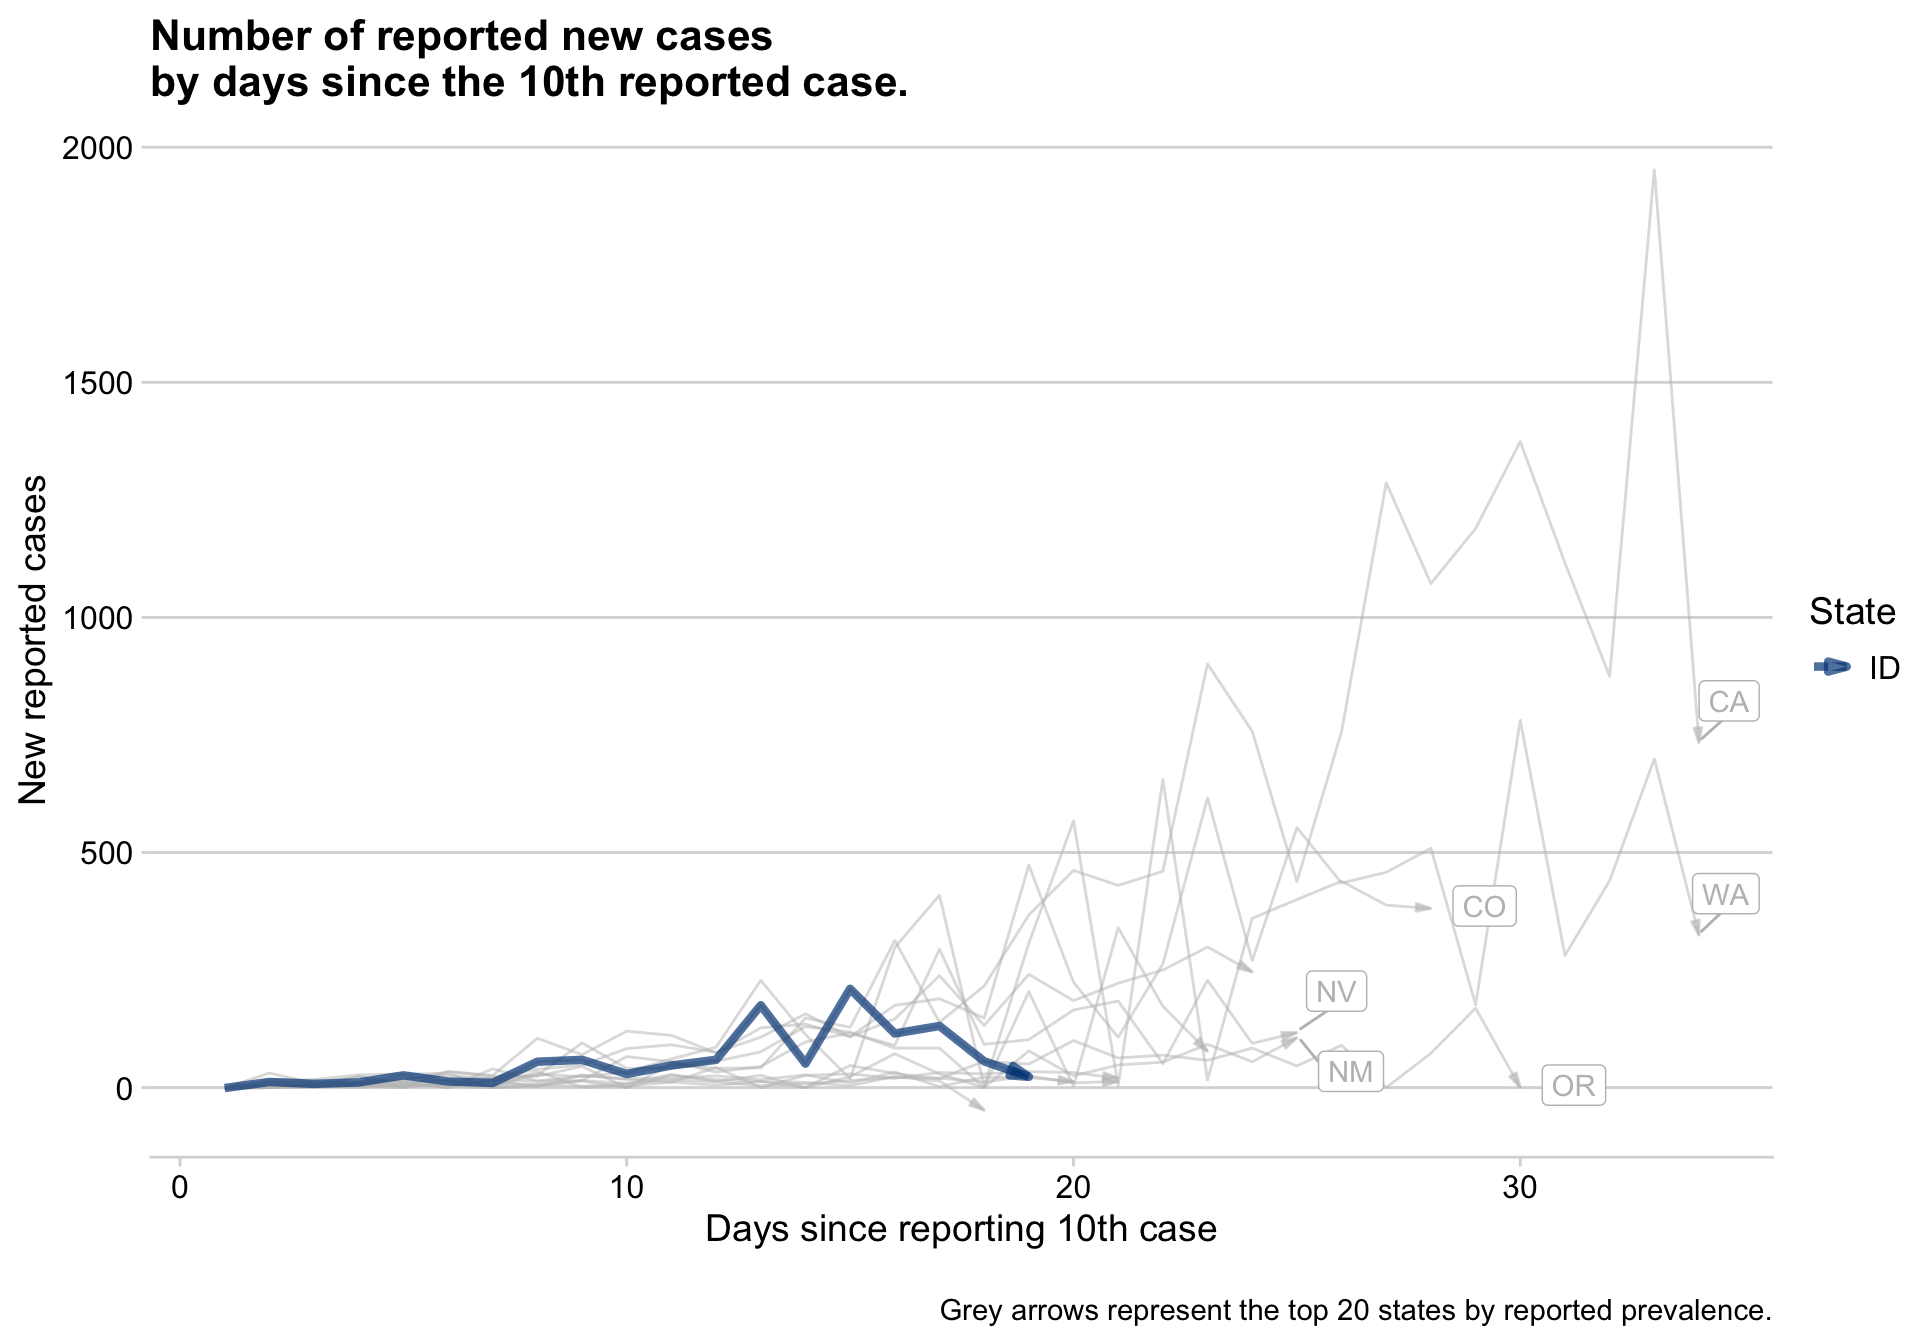 Number of reported new cases
by days since the 10th reported case.
2000
1500
1000
500
0
New reported cases
CA
WA
CO
NV
NM
OR
State
ID
0
10
20
30
Days since reporting 10th case
Grey arrows represent the top 20 states by reported prevalence.